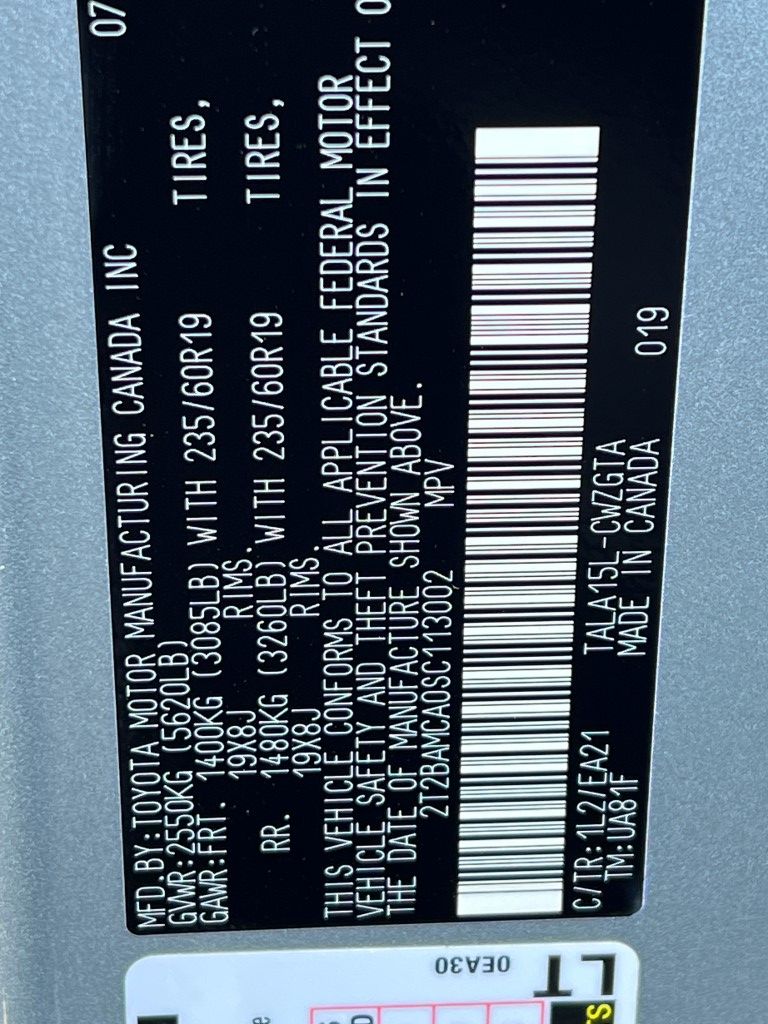 MFD.BY:TOYOTA MOTOR MANUFACTURING CANADA INC 07
GVWR:2550KG (5620LB)
GAWR:FRT. 1400KG (3085LB) WITH 235/60R19 TIRES,
19X8J RIMS.
RR. 1480KG (3260LB) WITH 235/60R19 TIRES,
19X8J RIMS.
THIS VEHICLE CONFORMS TO ALL APPLICABLE FEDERAL MOTOR
VEHICLE SAFETY AND THEFT PREVENTION STANDARDS IN EFFECT O
THE DATE OF MANUFACTURE SHOWN ABOVE.
2T2BAMCA0SC113002 MPV
C/TR:1L2/EA21 TALA15L-CWZGTA 019
TM:UA81F MADE IN CANADA
0EA30
LT